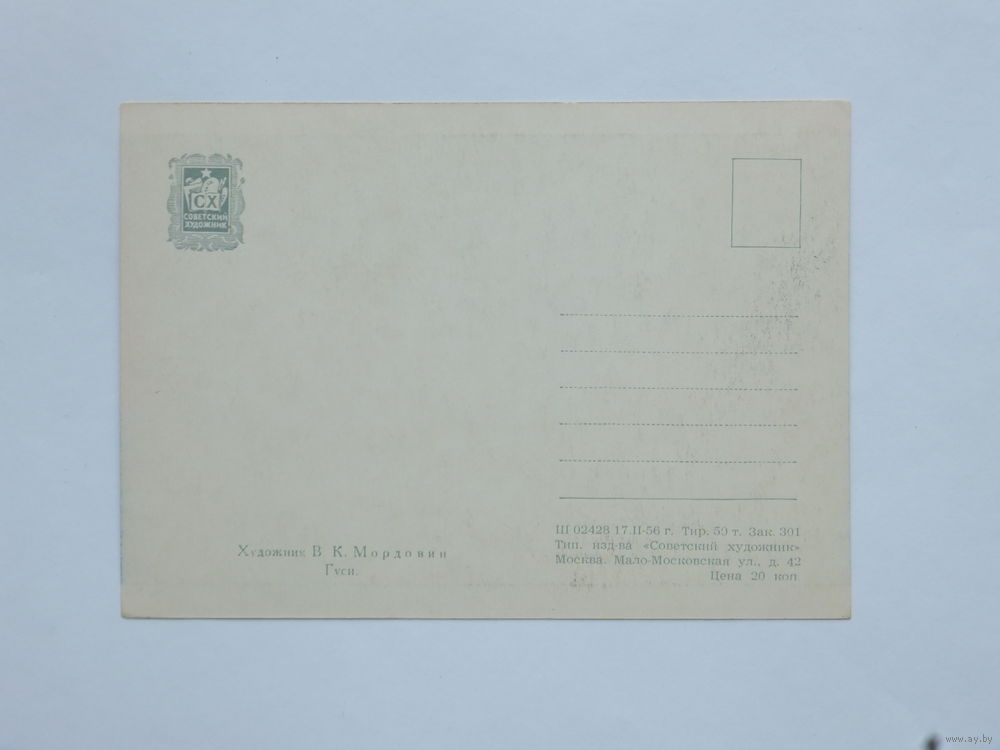 СХ
СОВЕТСКИЙ
ХУДОЖНИК
Художник В. К. Мордовин
Гуси.
Ш 02428 17.II-56 г. Тир. 50 т. Зак. 301
Тип. изд-ва «Советский художник»
Москва. Мало-Московская ул., д. 42
Цена 20 коп.
www.ay.by